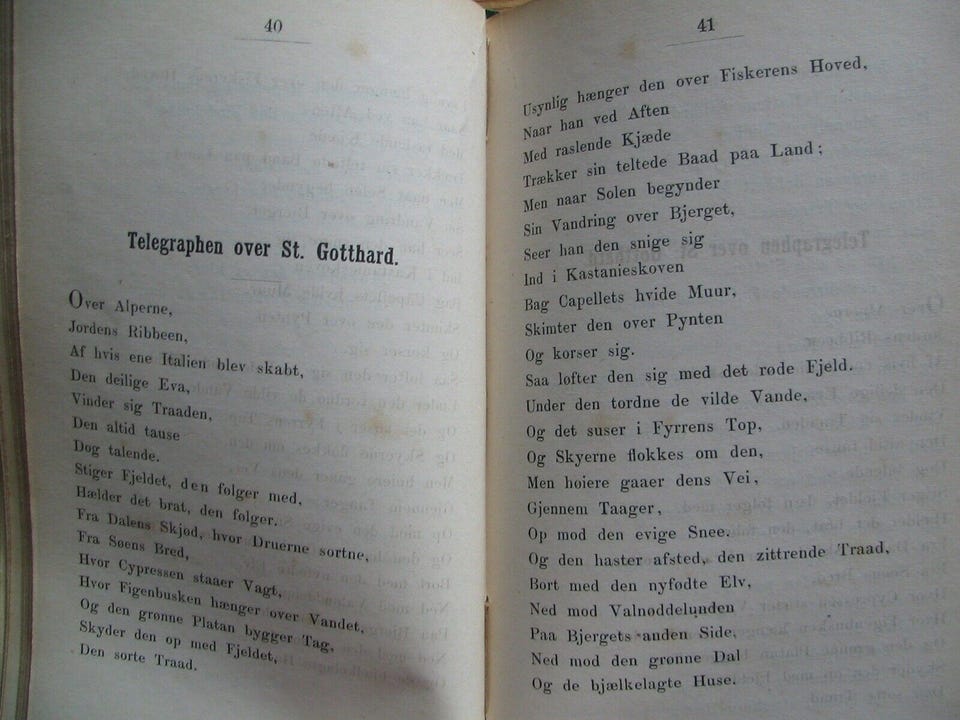 40
Telegraphen over St. Gotthard.
Over Alperne,
Jordens Ribbeen,
Af hvis ene Italien blev skabt,
Den deilige Eva,
Vinder sig Traaden,
Den altid tause
Dog talende.
Stiger Fjeldet, den følger med,
Hælder det brat, den følger.
Fra Dalens Skjød, hvor Druerne sortne,
Fra Søens Bred,
Hvor Cypressen staaer Vagt,
Hvor Figenbusken hænger over Vandet,
Og den grønne Platan bygger Tag,
Skyder den op med Fjeldet,
Den sorte Traad.
41
Usynlig hænger den over Fiskerens Hoved,
Naar han ved Aften
Med raslende Kjæde
Trækker sin teltede Baad paa Land;
Men naar Solen begynder
Sin Vandring over Bjerget,
Seer han den snige sig
Ind i Kastanieskoven
Bag Capellets hvide Muur,
Skimter den over Pynten
Og korser sig.
Saa løfter den sig med det røde Fjeld.
Under den tordne de vilde Vande,
Og det suser i Fyrrens Top,
Og Skyerne flokkes om den,
Men høiere gaaer dens Vei,
Gjennem Taager,
Op mod den evige Snee.
Og den haster afsted, den zittrende Traad,
Bort med den nyfødte Elv,
Ned mod Valnøddelunden
Paa Bjergets anden Side,
Ned mod den grønne Dal
Og de bjælkelagte Huse.